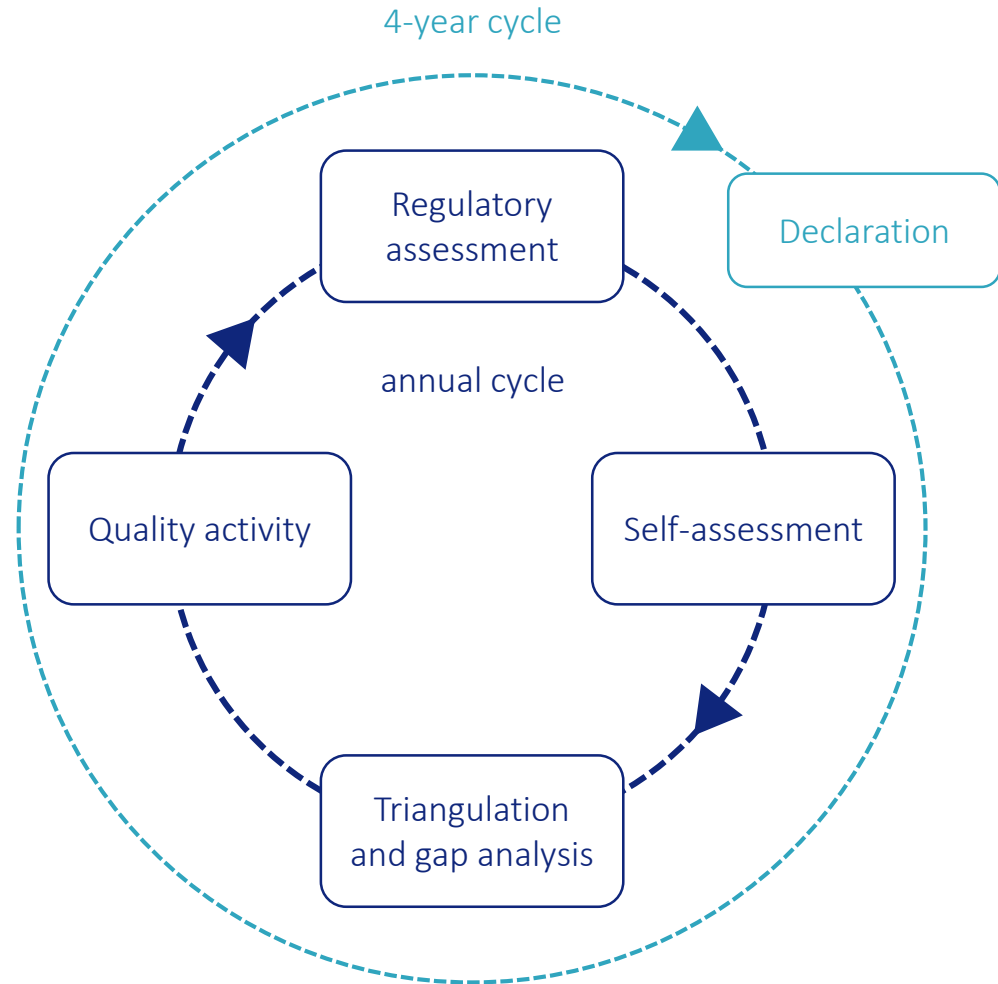 4-year cycle
Regulatory
assessment
Declaration
annual cycle
Quality activity
Self-assessment
Triangulation
and gap analysis